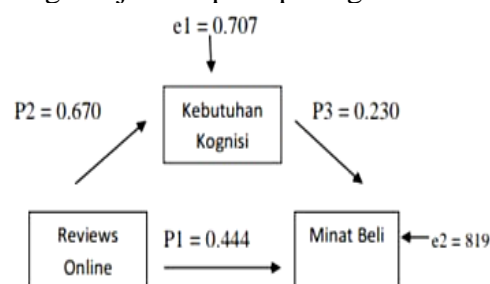 e1 = 0.707
P2 = 0.670
Kebutuhan
Kognisi
P3 = 0.230
Reviews
Online
P1 = 0.444
Minat Beli
e2 = 819